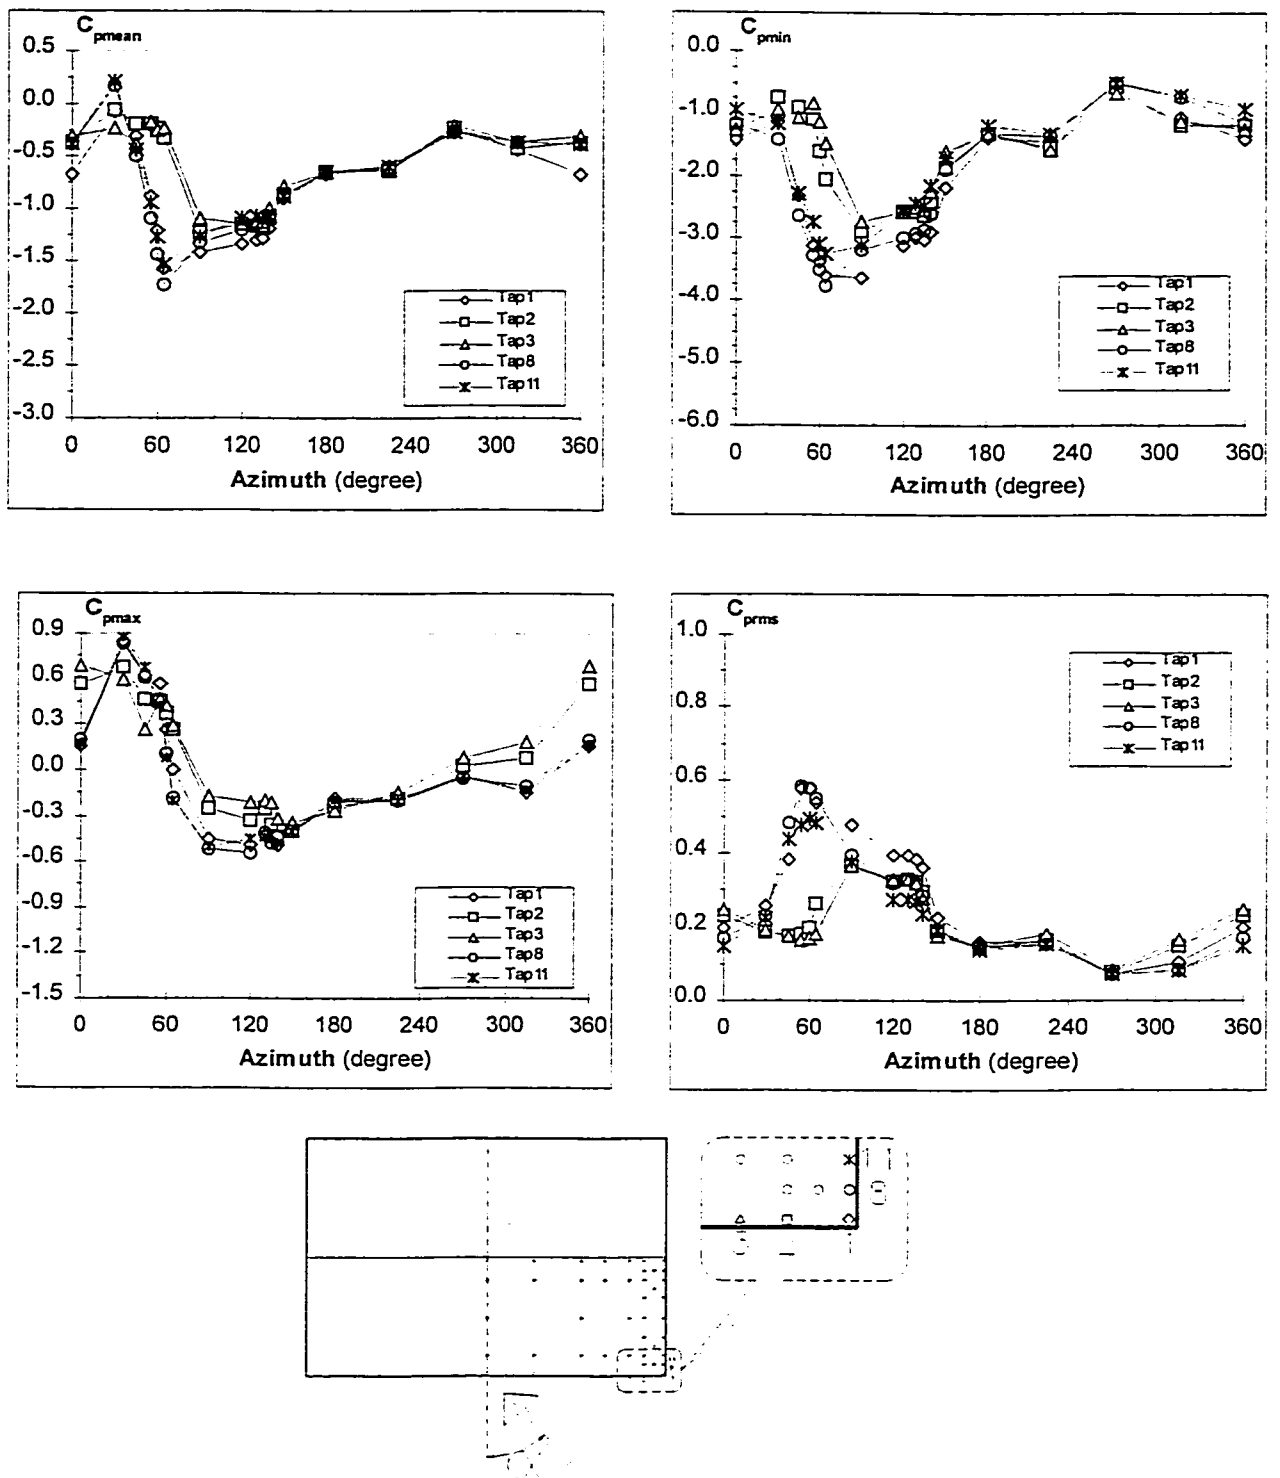 C_pmean
0.5
0.0
-0.5
-1.0
-1.5
-2.0
-2.5
-3.0
Tap1
Tap2
Tap3
Tap8
Tap11
0 60 120 180 240 300 360
Azimuth (degree)
C_pmin
0.0
-1.0
-2.0
-3.0
-4.0
-5.0
-6.0
Tap1
Tap2
Tap3
Tap8
Tap11
0 60 120 180 240 300 360
Azimuth (degree)
C_pmax
0.9
0.6
0.3
0.0
-0.3
-0.6
-0.9
-1.2
-1.5
Tap1
Tap2
Tap3
Tap8
Tap11
0 60 120 180 240 300 360
Azimuth (degree)
C_prms
1.0
0.8
0.6
0.4
0.2
0.0
Tap1
Tap2
Tap3
Tap8
Tap11
0 60 120 180 240 300 360
Azimuth (degree)